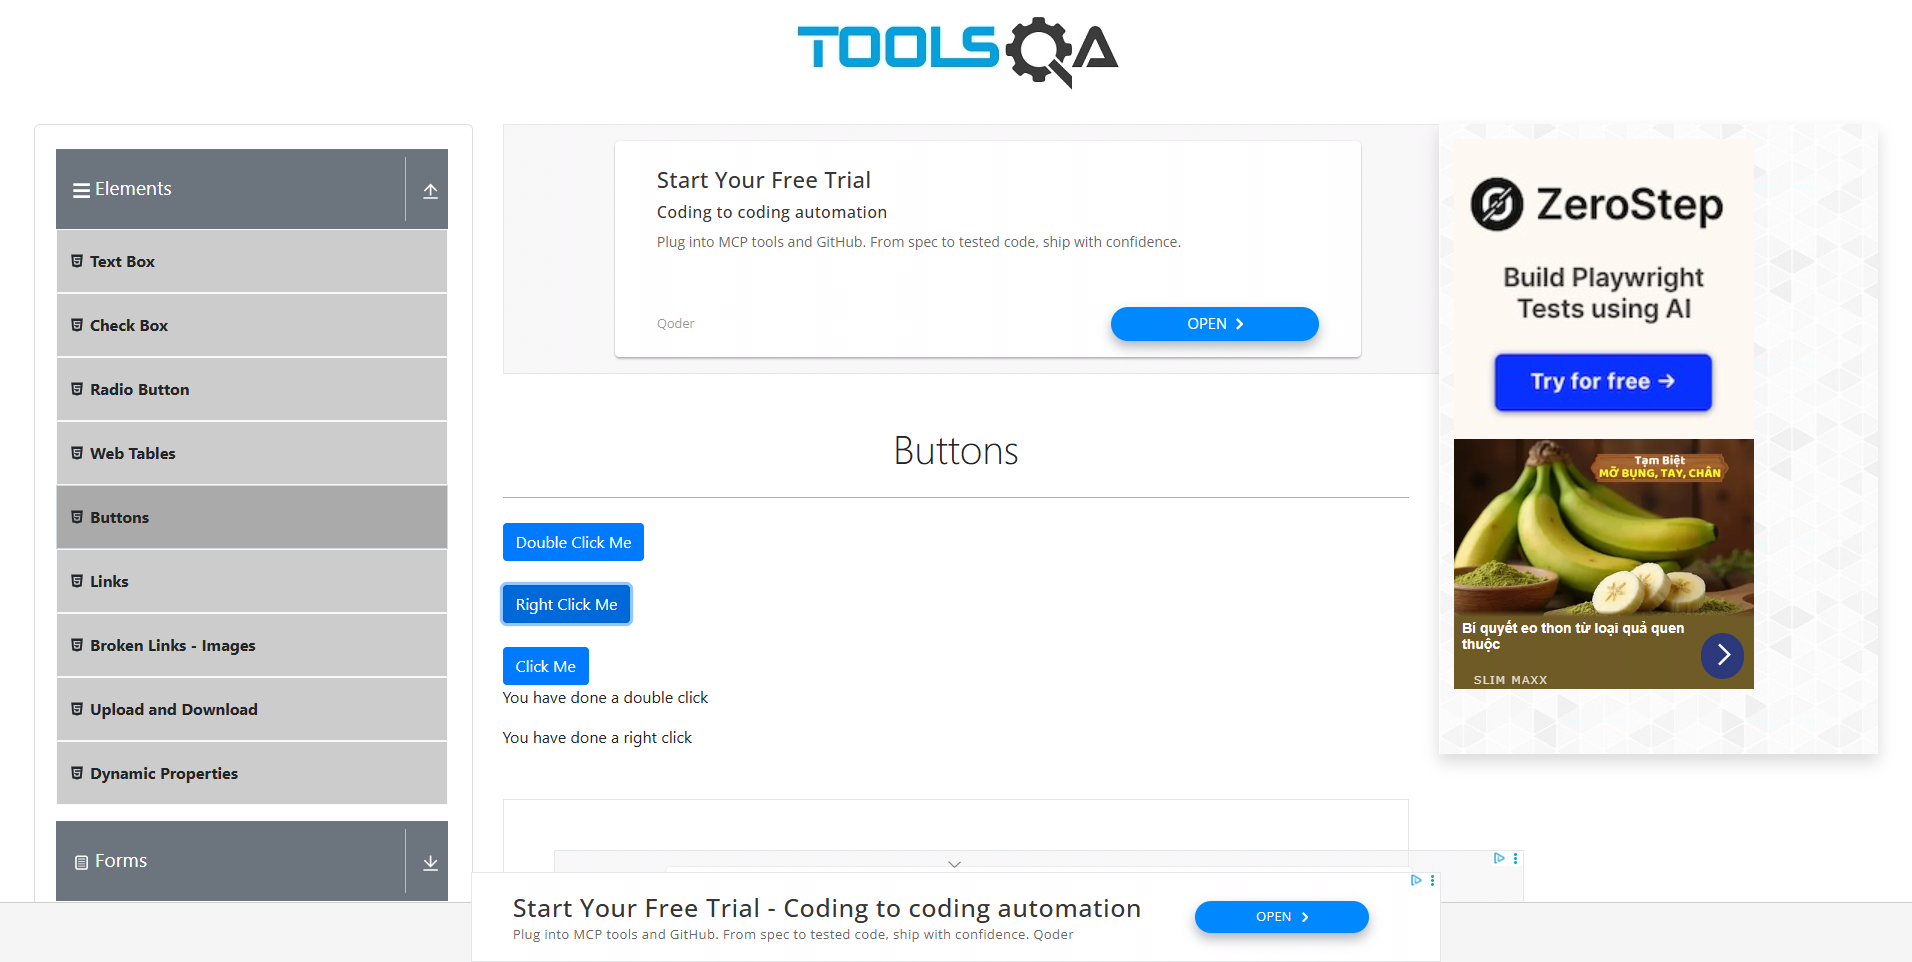 TOOLSQA
Elements
Text Box
Check Box
Radio Button
Web Tables
Buttons
Links
Broken Links - Images
Upload and Download
Dynamic Properties
Forms
Start Your Free Trial
Coding to coding automation
Plug into MCP tools and GitHub. From spec to tested code, ship with confidence.
Qoder
OPEN
Buttons
Double Click Me
Right Click Me
Click Me
You have done a double click
You have done a right click
ZeroStep
Build Playwright
Tests using AI
Try for free →
Tạm Biệt
MỠ BỤNG, TAY, CHÂN
Bí quyết eo thon từ loại quả quen
thuộc
SLIM MAXX
Start Your Free Trial - Coding to coding automation
Plug into MCP tools and GitHub. From spec to tested code, ship with confidence. Qoder
OPEN